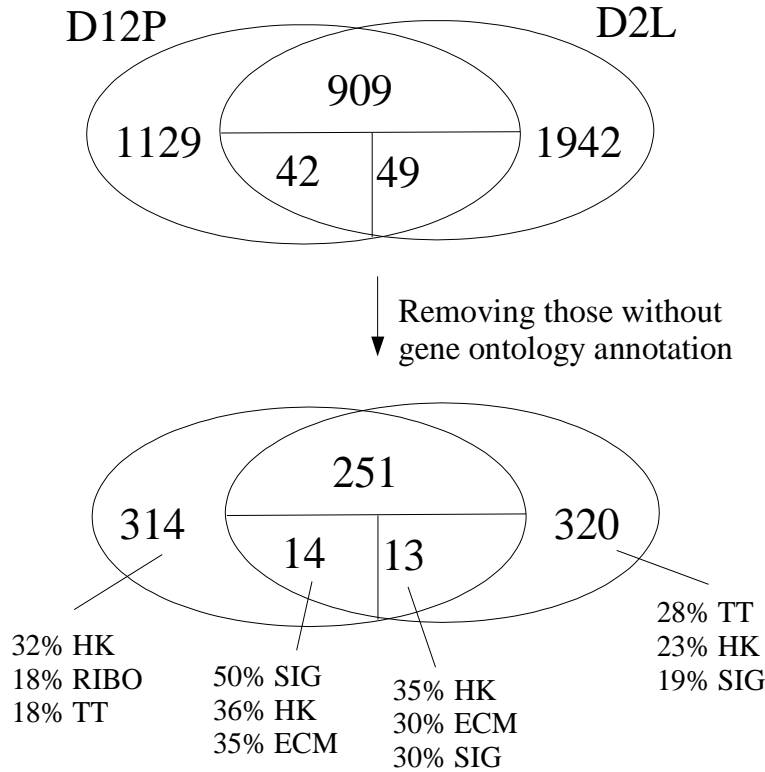 D12P
D2L
909
1129
1942
42
49
Removing those without
gene ontology annotation
251
314
320
14
13
32% HK
18% RIBO
18% TT
50% SIG
36% HK
35% ECM
35% HK
30% ECM
30% SIG
28% TT
23% HK
19% SIG